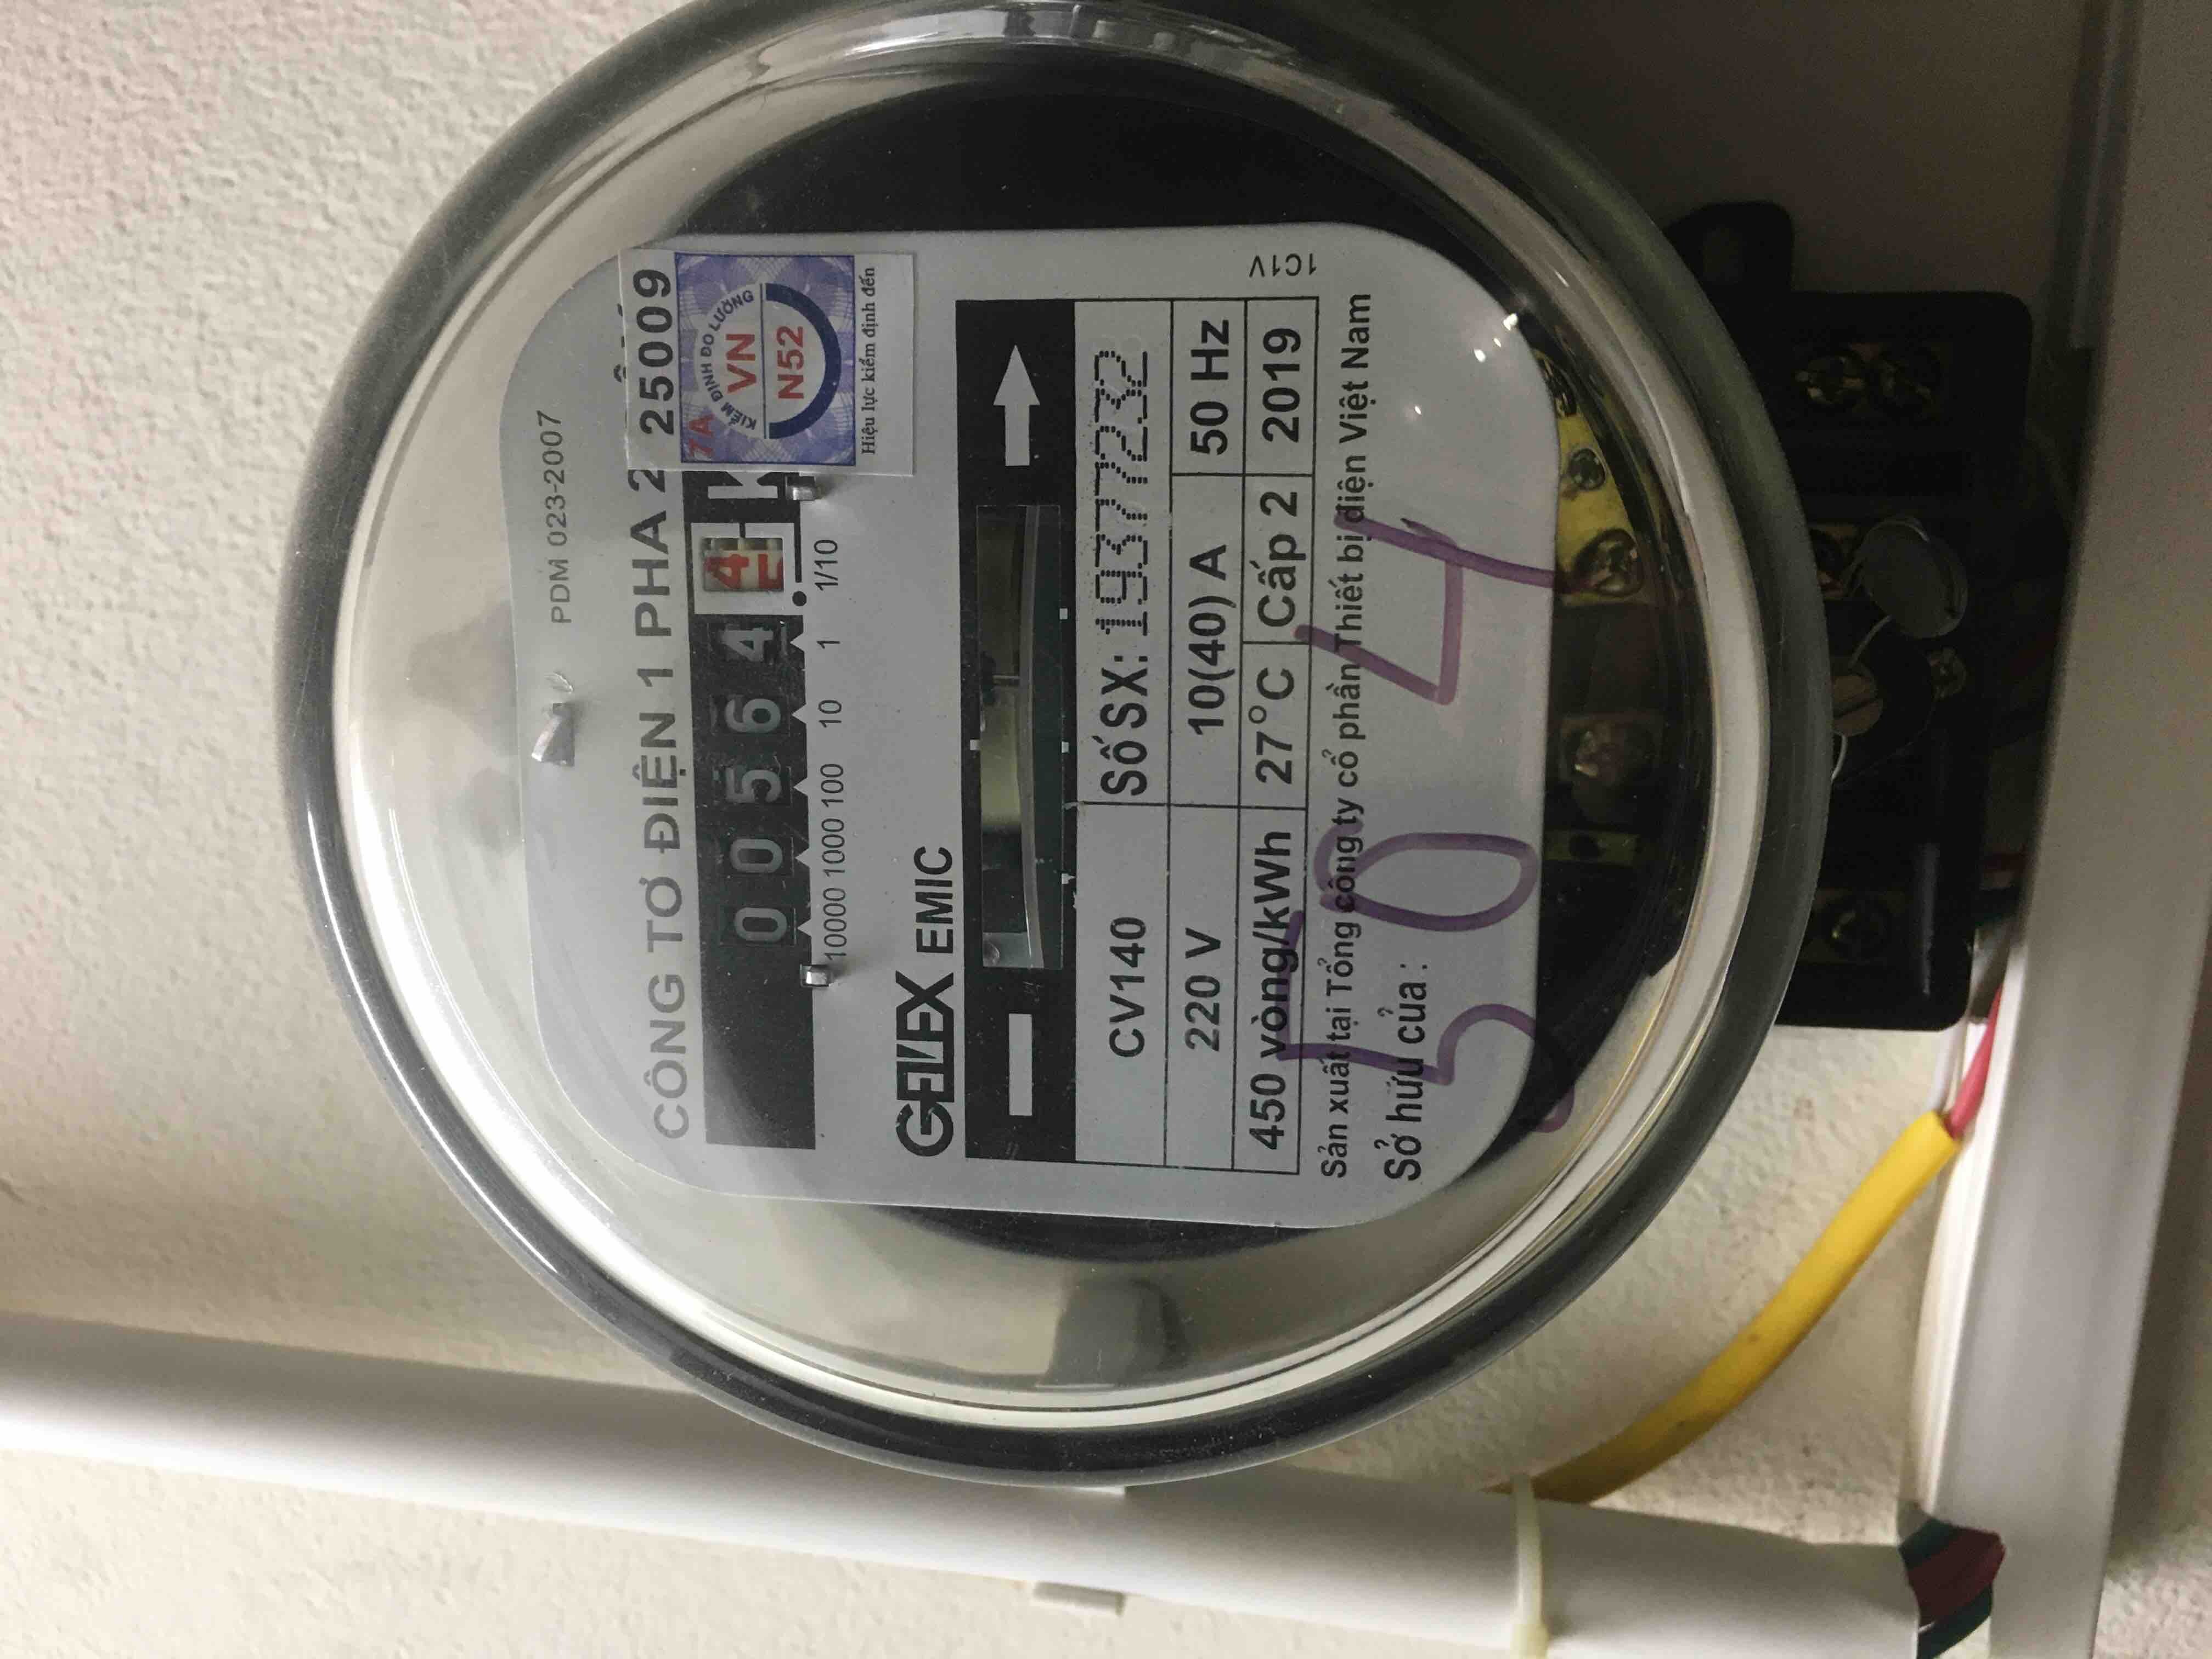 PDM 023-2007
CÔNG TƠ ĐIỆN 1 PHA 2
25009
7A
KIỂM ĐỊNH ĐO LƯỜNG
VN
N52
Hiệu lực kiểm định đến
0 0 5 6 4 4
10000 1000 100 10 1 1/10
GELEX EMIC
CV140 Số SX: 19377232
220 V 10(40) A 50 Hz
450 vòng/kWh 27°C Cấp 2 2019
1C1V
Sản xuất tại Tổng công ty cổ phần Thiết bị điện Việt Nam
Sở hữu của:
504